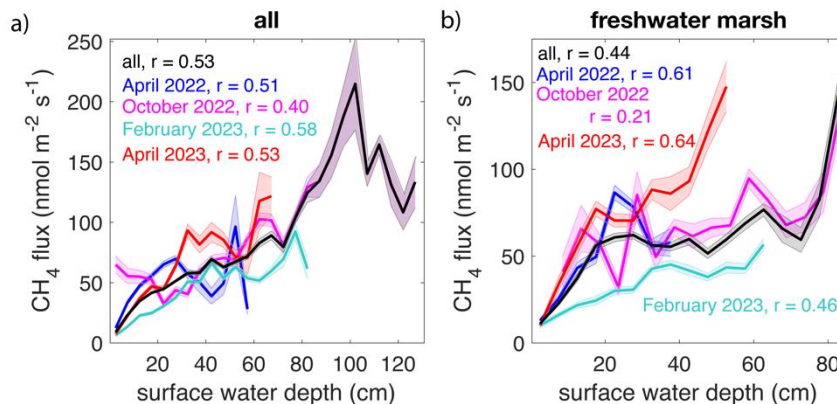 a)
all
250
200
150
100
50
0
CH4 flux (nmol m-2 s-1)
all, r = 0.53
April 2022, r = 0.51
October 2022, r = 0.40
February 2023, r = 0.58
April 2023, r = 0.53
20 40 60 80 100 120
surface water depth (cm)
b)
freshwater marsh
150
100
50
0
CH4 flux (nmol m-2 s-1)
all, r = 0.44
April 2022, r = 0.61
October 2022
r = 0.21
April 2023, r = 0.64
February 2023, r = 0.46
20 40 60 80
surface water depth (cm)